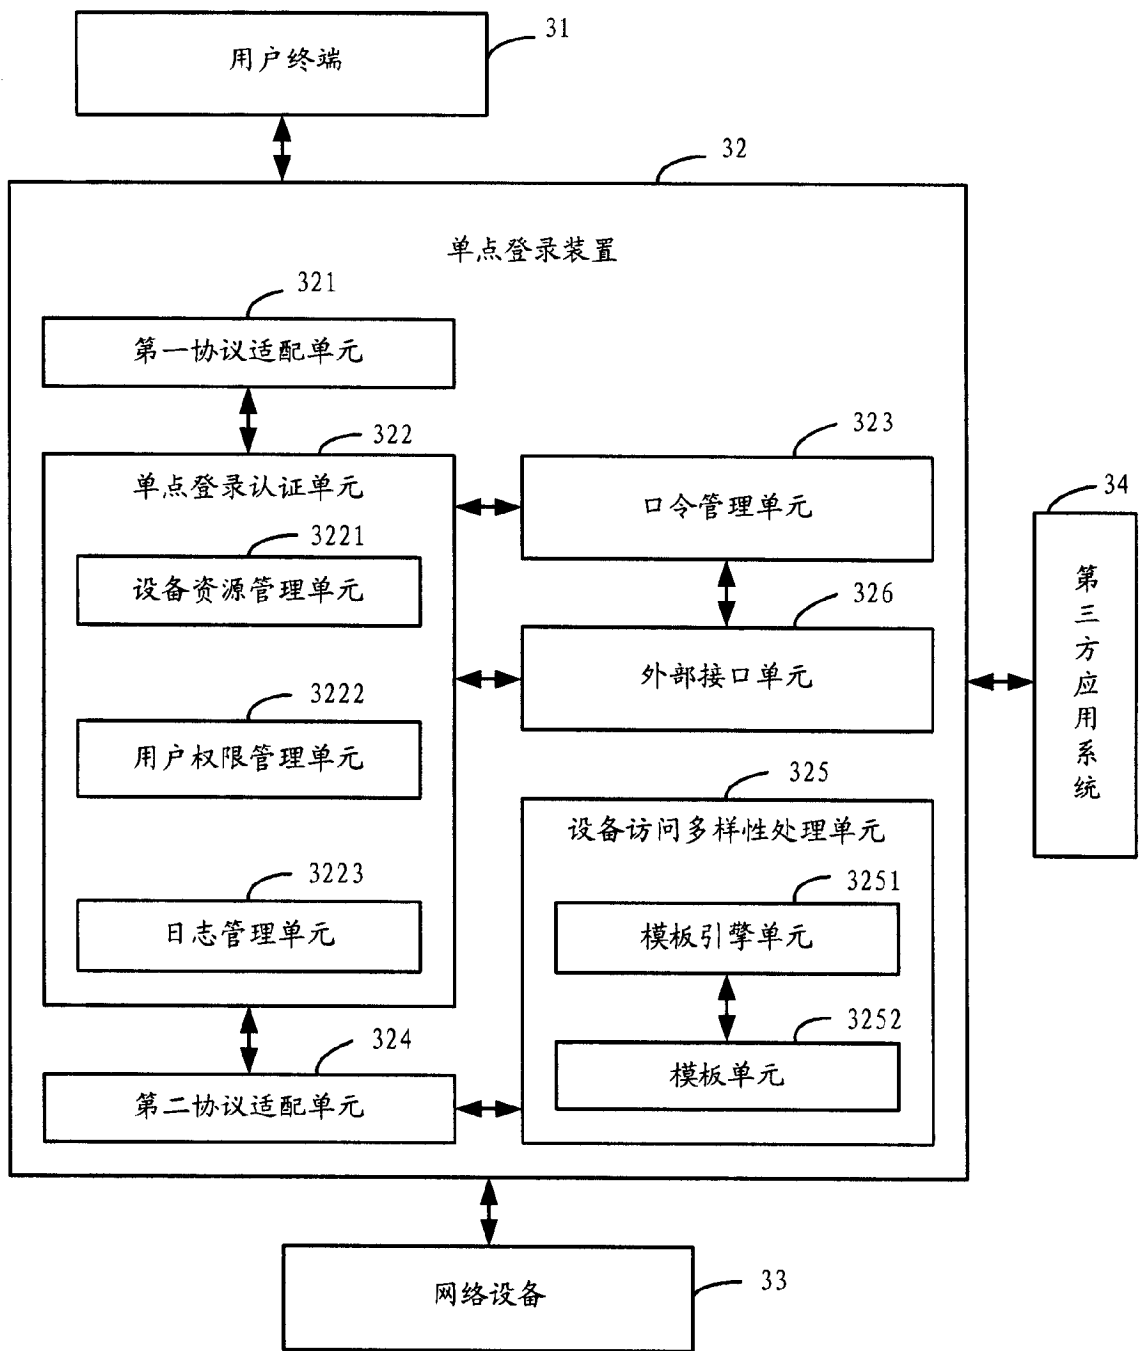 31
用户终端
32
单点登录装置
321
第一协议适配单元
322
单点登录认证单元
3221
设备资源管理单元
3222
用户权限管理单元
3223
日志管理单元
324
第二协议适配单元
323
口令管理单元
326
外部接口单元
325
设备访问多样性处理单元
3251
模板引擎单元
3252
模板单元
34
第三方应用系统
网络设备
33